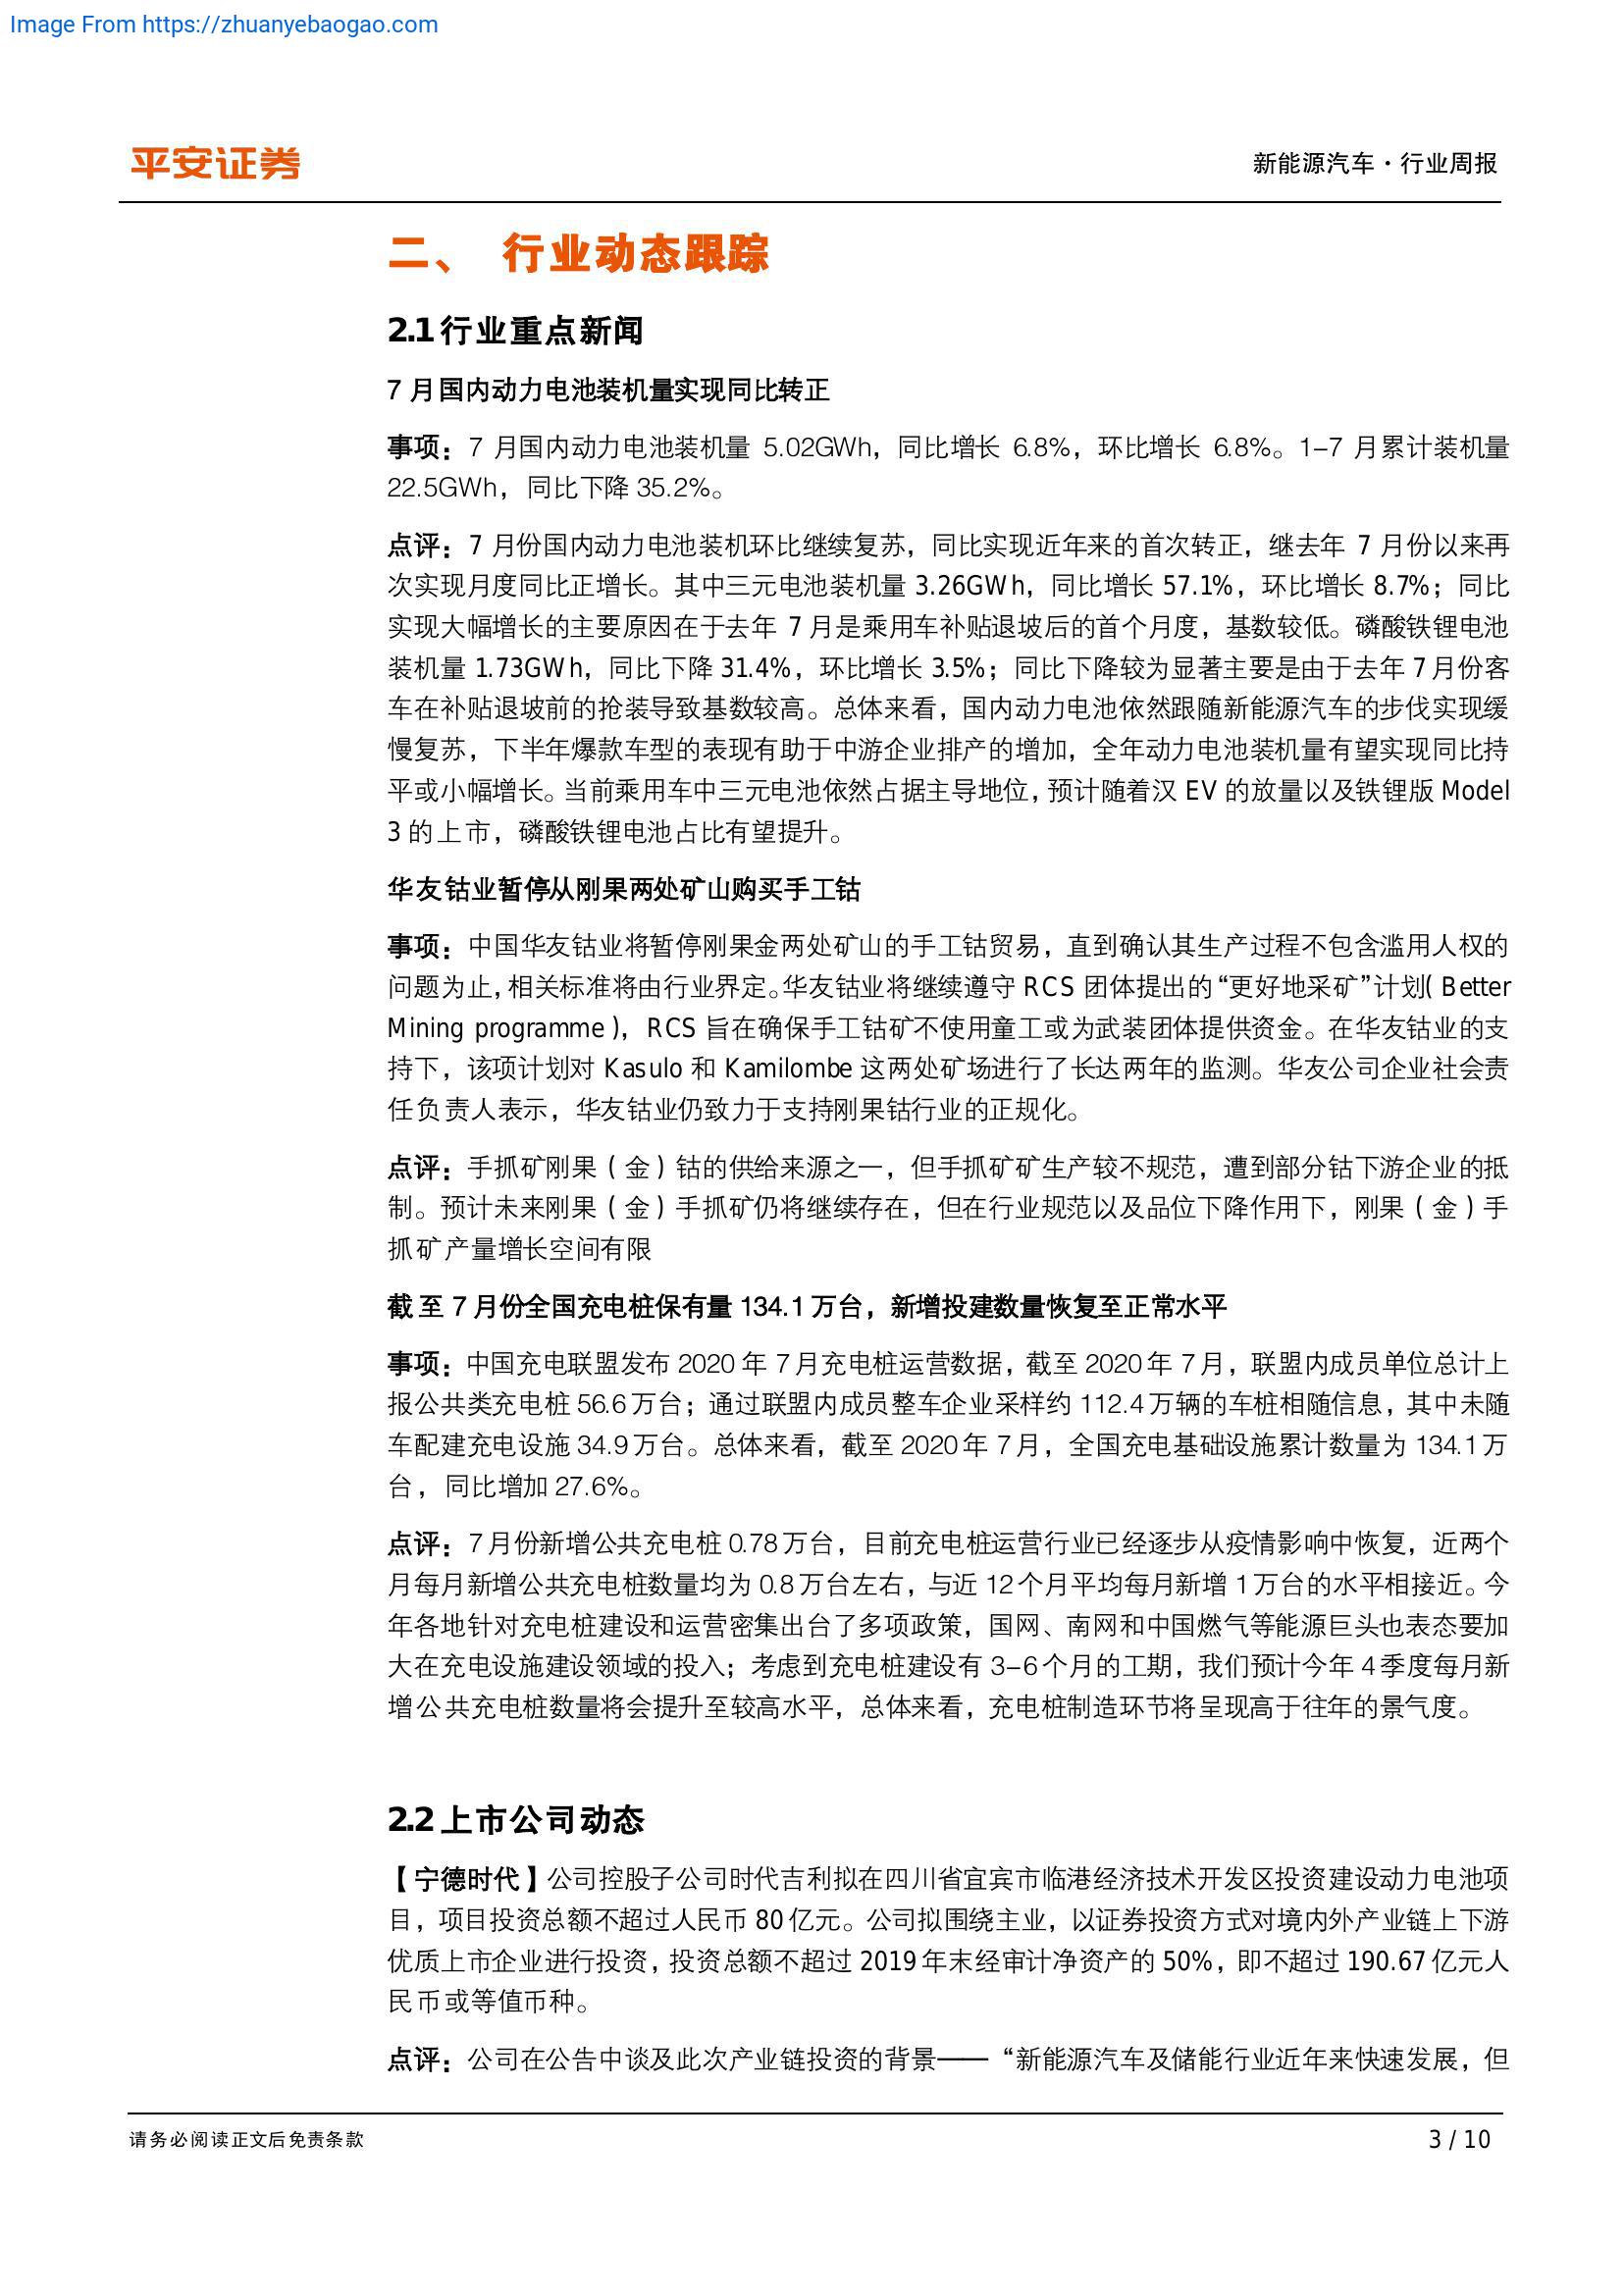 Image From https://zhuanyebaogao.com
平安证券
新能源汽车·行业周报
二、 行业动态跟踪
2.1 行业重点新闻
7 月国内动力电池装机量实现同比转正
事项：7 月国内动力电池装机量 5.02GWh，同比增长 6.8%，环比增长 6.8%。1-7 月累计装机量
22.5GWh，同比下降 35.2%。
点评：7 月份国内动力电池装机环比继续复苏，同比实现近年来的首次转正，继去年 7 月份以来再
次实现月度同比正增长。其中三元电池装机量 3.26GWh，同比增长 57.1%，环比增长 8.7%；同比
实现大幅增长的主要原因在于去年 7 月是乘用车补贴退坡后的首个月度，基数较低。磷酸铁锂电池
装机量 1.73GWh，同比下降 31.4%，环比增长 3.5%；同比下降较为显著主要是由于去年 7 月份客
车在补贴退坡前的抢装导致基数较高。总体来看，国内动力电池依然跟随新能源汽车的步伐实现缓
慢复苏，下半年爆款车型的表现有助于中游企业排产的增加，全年动力电池装机量有望实现同比持
平或小幅增长。当前乘用车中三元电池依然占据主导地位，预计随着汉 EV 的放量以及铁锂版 Model
3 的上市，磷酸铁锂电池占比有望提升。
华友钴业暂停从刚果两处矿山购买手工钴
事项：中国华友钴业将暂停刚果金两处矿山的手工钴贸易，直到确认其生产过程不包含滥用人权的
问题为止，相关标准将由行业界定。华友钴业将继续遵守 RCS 团体提出的“更好地采矿”计划( Better
Mining programme )，RCS 旨在确保手工钴矿不使用童工或为武装团体提供资金。在华友钴业的支
持下，该项计划对 Kasulo 和 Kamilombe 这两处矿场进行了长达两年的监测。华友公司企业社会责
任负责人表示，华友钴业仍致力于支持刚果钴行业的正规化。
点评：手抓矿刚果（金）钴的供给来源之一，但手抓矿矿生产较不规范，遭到部分钴下游企业的抵
制。预计未来刚果（金）手抓矿仍将继续存在，但在行业规范以及品位下降作用下，刚果（金）手
抓矿产量增长空间有限
截至 7 月份全国充电桩保有量 134.1 万台，新增投建数量恢复至正常水平
事项：中国充电联盟发布 2020 年 7 月充电桩运营数据，截至 2020 年 7 月，联盟内成员单位总计上
报公共类充电桩 56.6 万台；通过联盟内成员整车企业采样约 112.4 万辆的车桩相随信息，其中未随
车配建充电设施 34.9 万台。总体来看，截至 2020 年 7 月，全国充电基础设施累计数量为 134.1 万
台，同比增加 27.6%。
点评：7 月份新增公共充电桩 0.78 万台，目前充电桩运营行业已经逐步从疫情影响中恢复，近两个
月每月新增公共充电桩数量均为 0.8 万台左右，与近 12 个月平均每月新增 1 万台的水平相接近。今
年各地针对充电桩建设和运营密集出台了多项政策，国网、南网和中国燃气等能源巨头也表态要加
大在充电设施建设领域的投入；考虑到充电桩建设有 3-6 个月的工期，我们预计今年 4 季度每月新
增公共充电桩数量将会提升至较高水平，总体来看，充电桩制造环节将呈现高于往年的景气度。
2.2 上市公司动态
【宁德时代】公司控股子公司时代吉利拟在四川省宜宾市临港经济技术开发区投资建设动力电池项
目，项目投资总额不超过人民币 80 亿元。公司拟围绕主业，以证券投资方式对境内外产业链上下游
优质上市企业进行投资，投资总额不超过 2019 年末经审计净资产的 50%，即不超过 190.67 亿元人
民币或等值币种。
点评：公司在公告中谈及此次产业链投资的背景——“新能源汽车及储能行业近年来快速发展，但
请务必阅读正文后免责条款
3 / 10